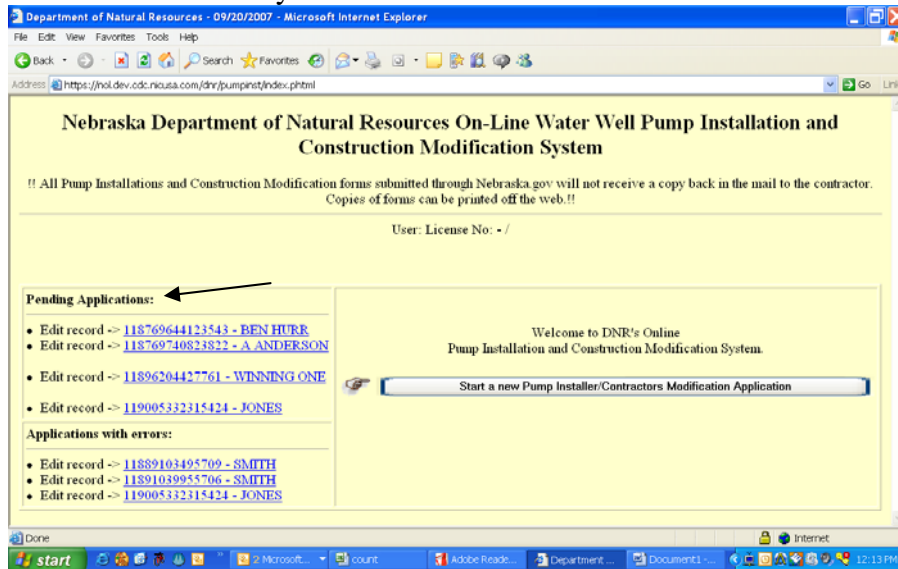 Department of Natural Resources - 09/20/2007 - Microsoft Internet Explorer
File Edit View Favorites Tools Help
Back Search Favorites
Address https://nol.dev.cdc.nicusa.com/dnr/pumpinst/index.phtml Go
Nebraska Department of Natural Resources On-Line Water Well Pump Installation and
Construction Modification System
!! All Pump Installations and Construction Modification forms submitted through Nebraska.gov will not receive a copy back in the mail to the contractor.
Copies of forms can be printed off the web.!!
User: License No: - /
Pending Applications:
• Edit record -> 118769644123543 - BEN HURR
• Edit record -> 118769740823822 - A ANDERSON
• Edit record -> 11896204427761 - WINNING ONE
• Edit record -> 119005332315424 - JONES
Applications with errors:
• Edit record -> 11889103495709 - SMITH
• Edit record -> 11891039955706 - SMITH
• Edit record -> 119005332315424 - JONES
Welcome to DNR's Online
Pump Installation and Construction Modification System.
Start a new Pump Installer/Contractors Modification Application
Done Internet
start 2 Microsoft... count Adobe Reade... Department ... Document1 -... 12:13 PM